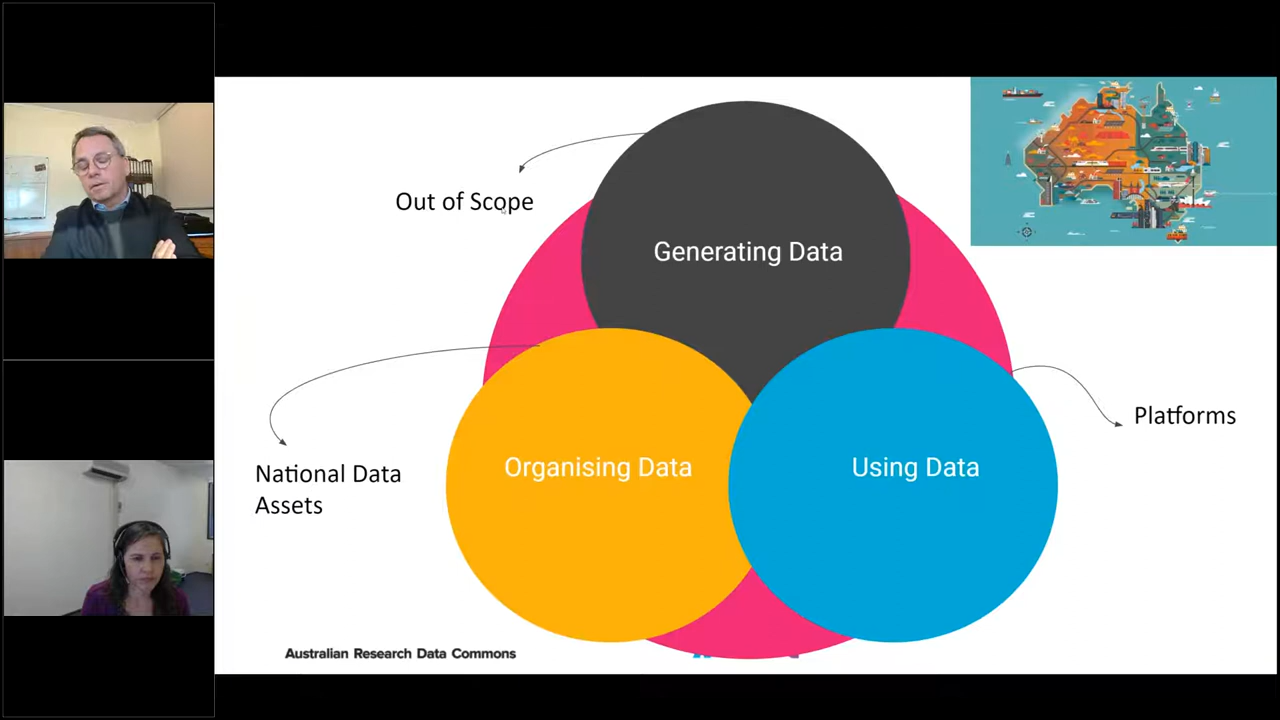 Out of Scope
Generating Data
Platforms
National Data
Assets
Organising Data
Using Data
Australian Research Data Commons